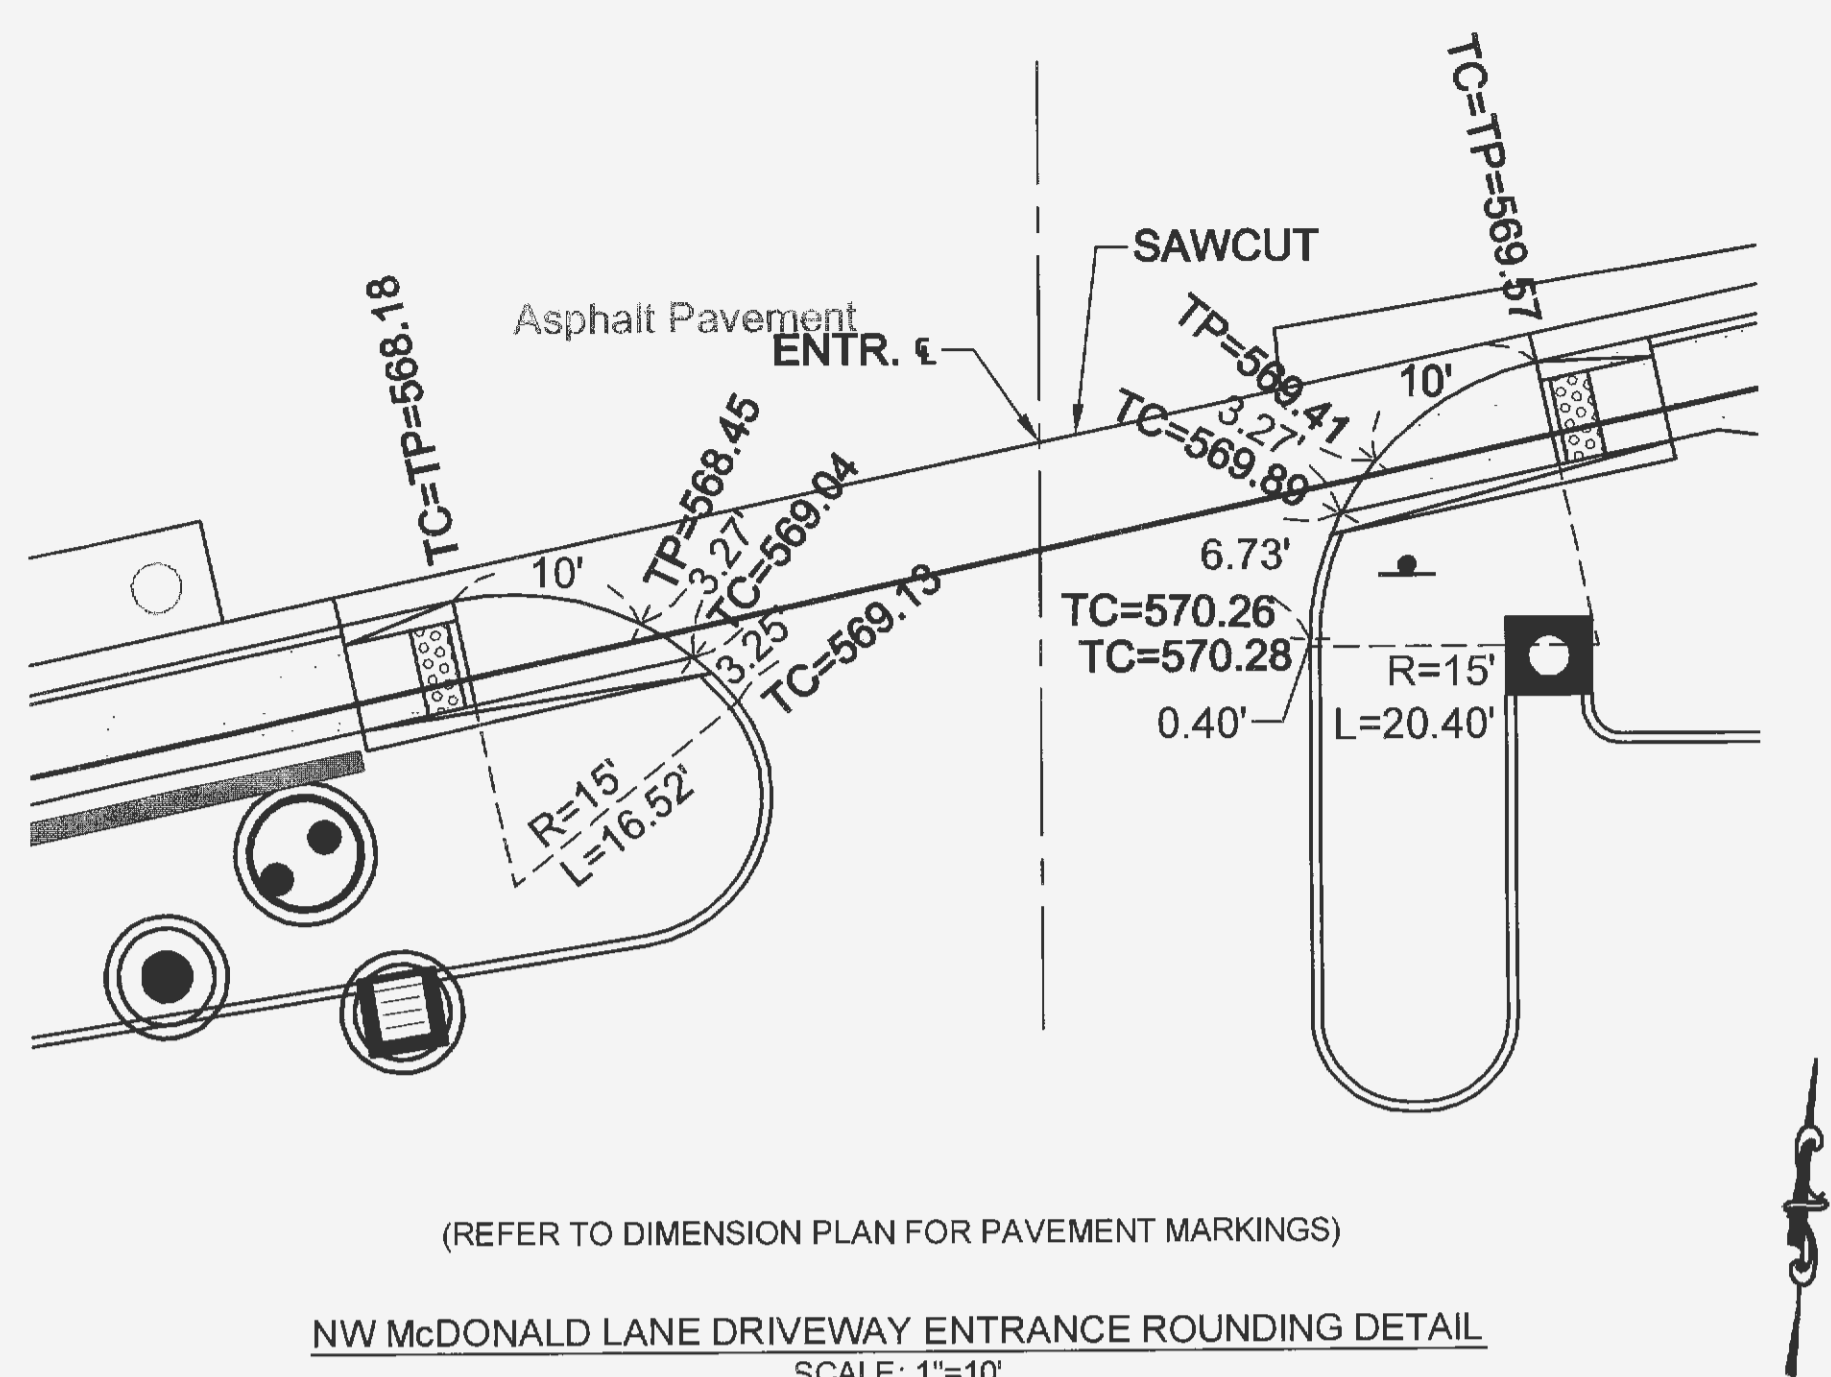 TC=TP=569.57
SAWCUT
TC=TP=568.18
Asphalt Pavement
ENTR. ℄
TP=569.41
10'
3.27'
TC=569.89
TP=568.45
TC=569.04
3.27'
10'
6.73'
TC=570.26
TC=570.28
3.25'
TC=569.13
R=15'
0.40'
L=20.40'
R=15'
L=16.52'
(REFER TO DIMENSION PLAN FOR PAVEMENT MARKINGS)
NW McDONALD LANE DRIVEWAY ENTRANCE ROUNDING DETAIL
SCALE: 1"=10'